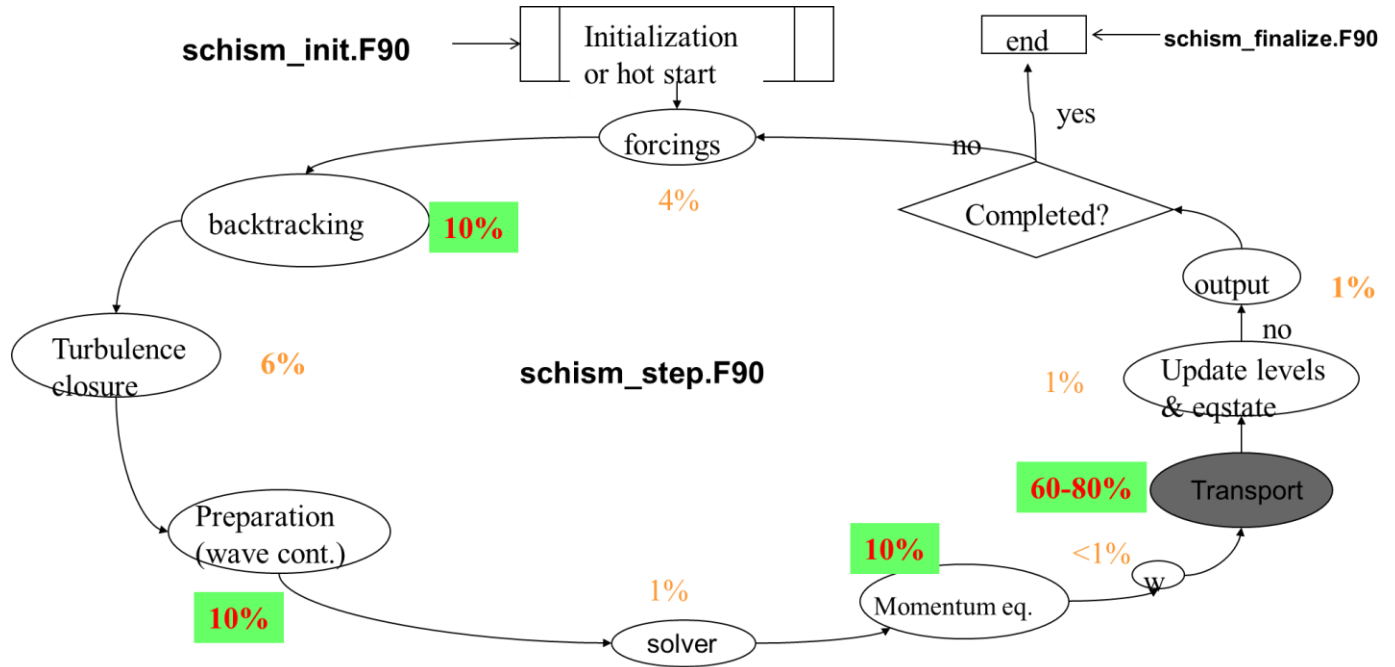 schism_init.F90
Initialization
or hot start
end
schism_finalize.F90
yes
no
forcings
4%
Completed?
backtracking
10%
output
1%
no
Turbulence
closure
6%
schism_step.F90
1%
Update levels
& eqstate
60-80%
Transport
Preparation
(wave cont.)
10%
10%
<1%
w
1%
Momentum eq.
solver